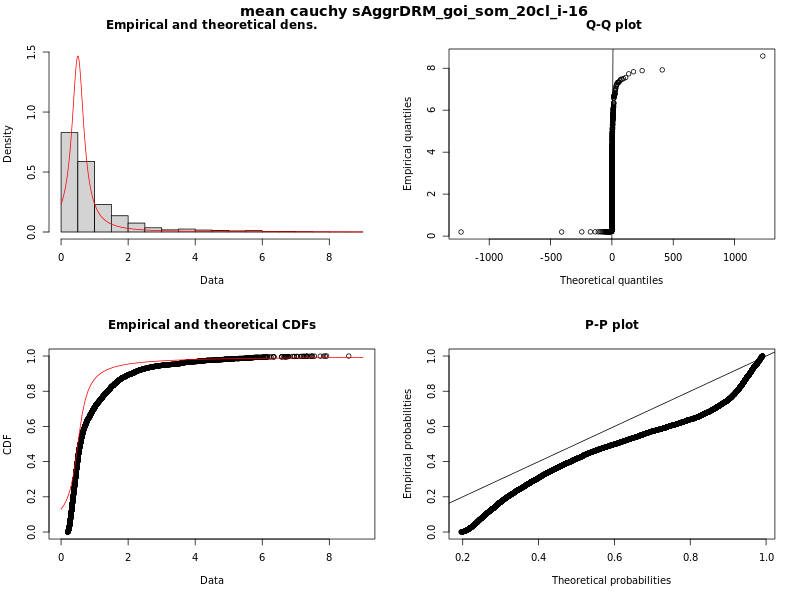 mean cauchy sAggrDRM_goi_som_20cl_i-16
Empirical and theoretical dens.
Density
0.0 0.5 1.0 1.5
0 2 4 6 8
Data
Q-Q plot
Empirical quantiles
0 2 4 6 8
-1000 -500 0 500 1000
Theoretical quantiles
Empirical and theoretical CDFs
CDF
0.0 0.2 0.4 0.6 0.8 1.0
0 2 4 6 8
Data
P-P plot
Empirical probabilities
0.0 0.2 0.4 0.6 0.8 1.0
0.2 0.4 0.6 0.8 1.0
Theoretical probabilities